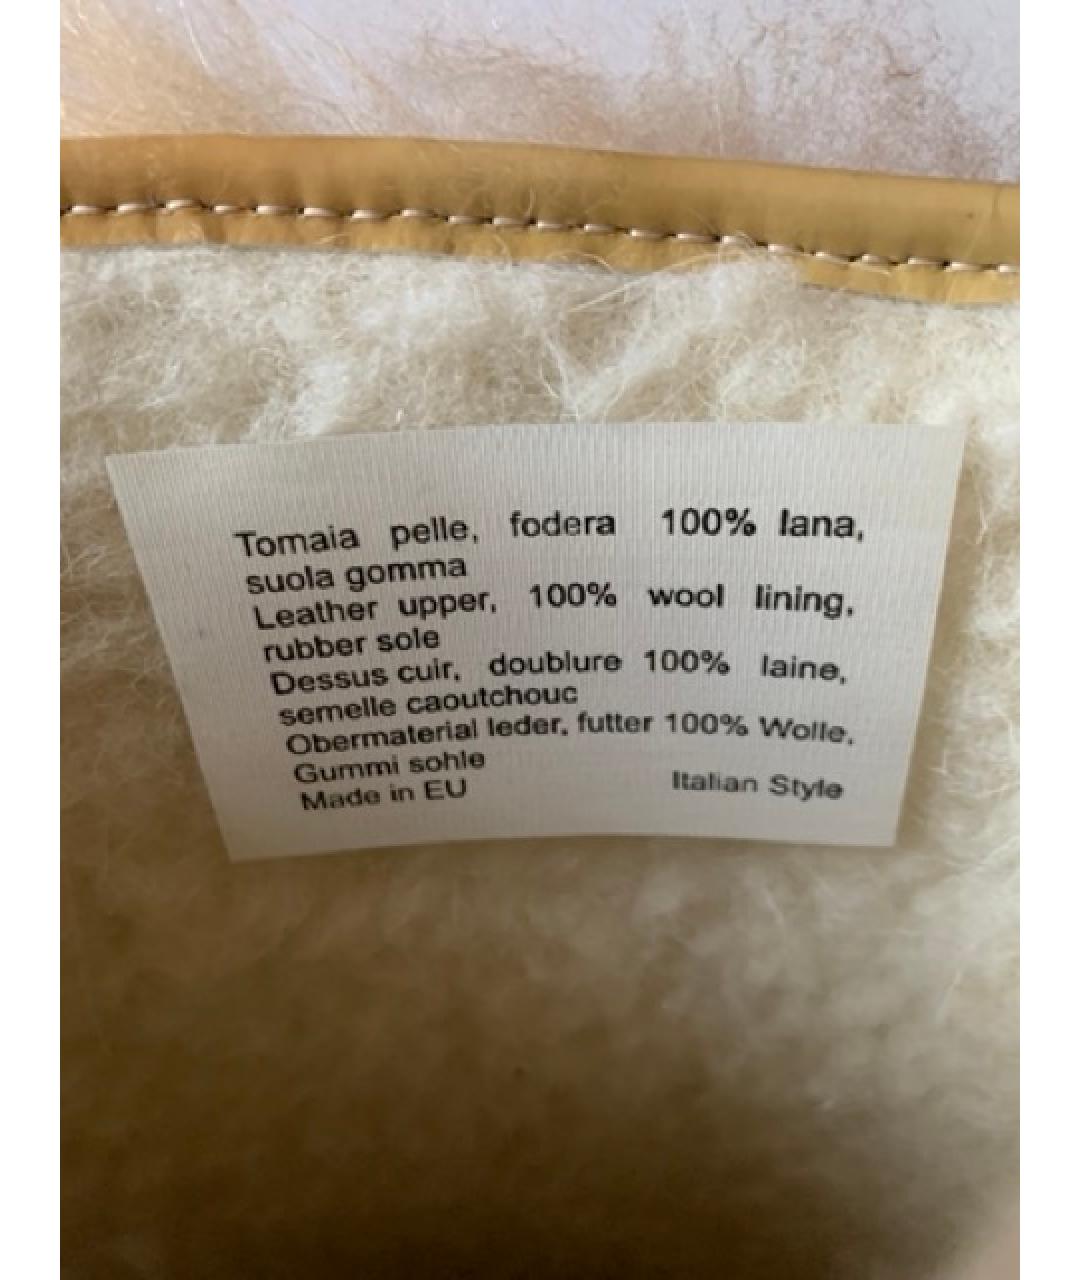 Tomaia pelle, fodera 100% lana,
suola gomma
Leather upper, 100% wool lining,
rubber sole
Dessus cuir, doublure 100% laine,
semelle caoutchouc
Obermaterial leder, futter 100% Wolle,
Gummi sohle
Made in EU Italian Style